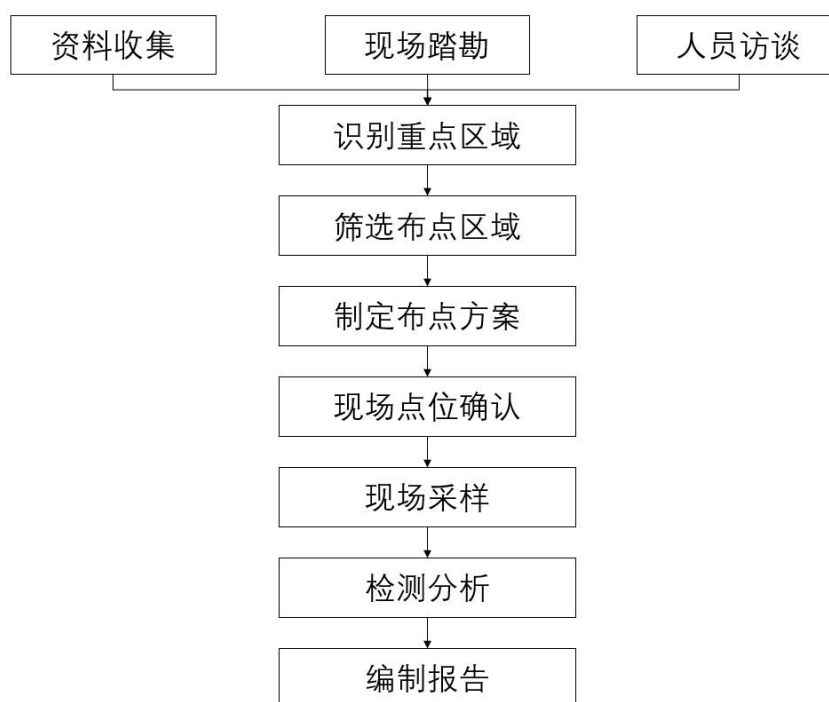 资料收集
现场踏勘
人员访谈
识别重点区域
筛选布点区域
制定布点方案
现场点位确认
现场采样
检测分析
编制报告